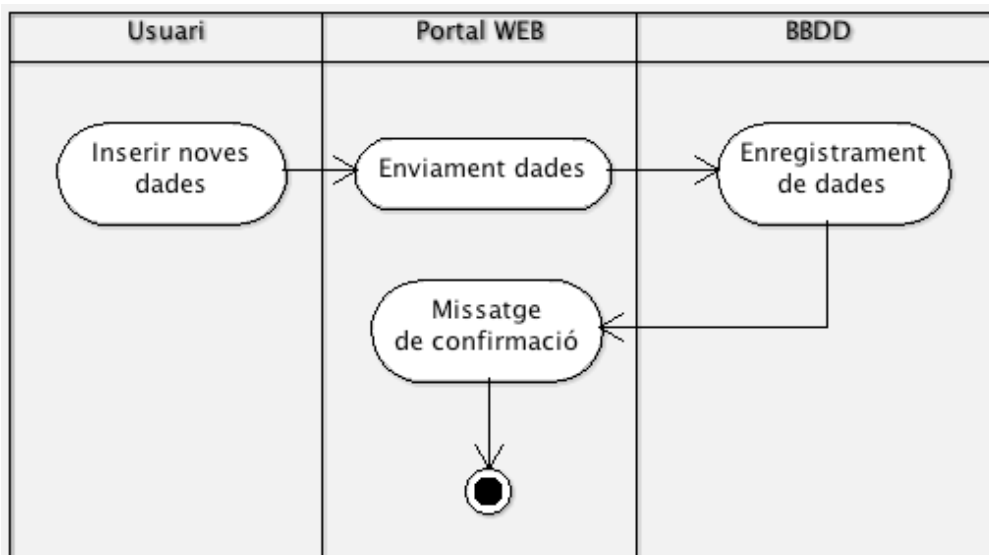 Usuari
Portal WEB
BBDD
Inserir noves
dades
Enviament dades
Enregistrament
de dades
Missatge
de confirmació